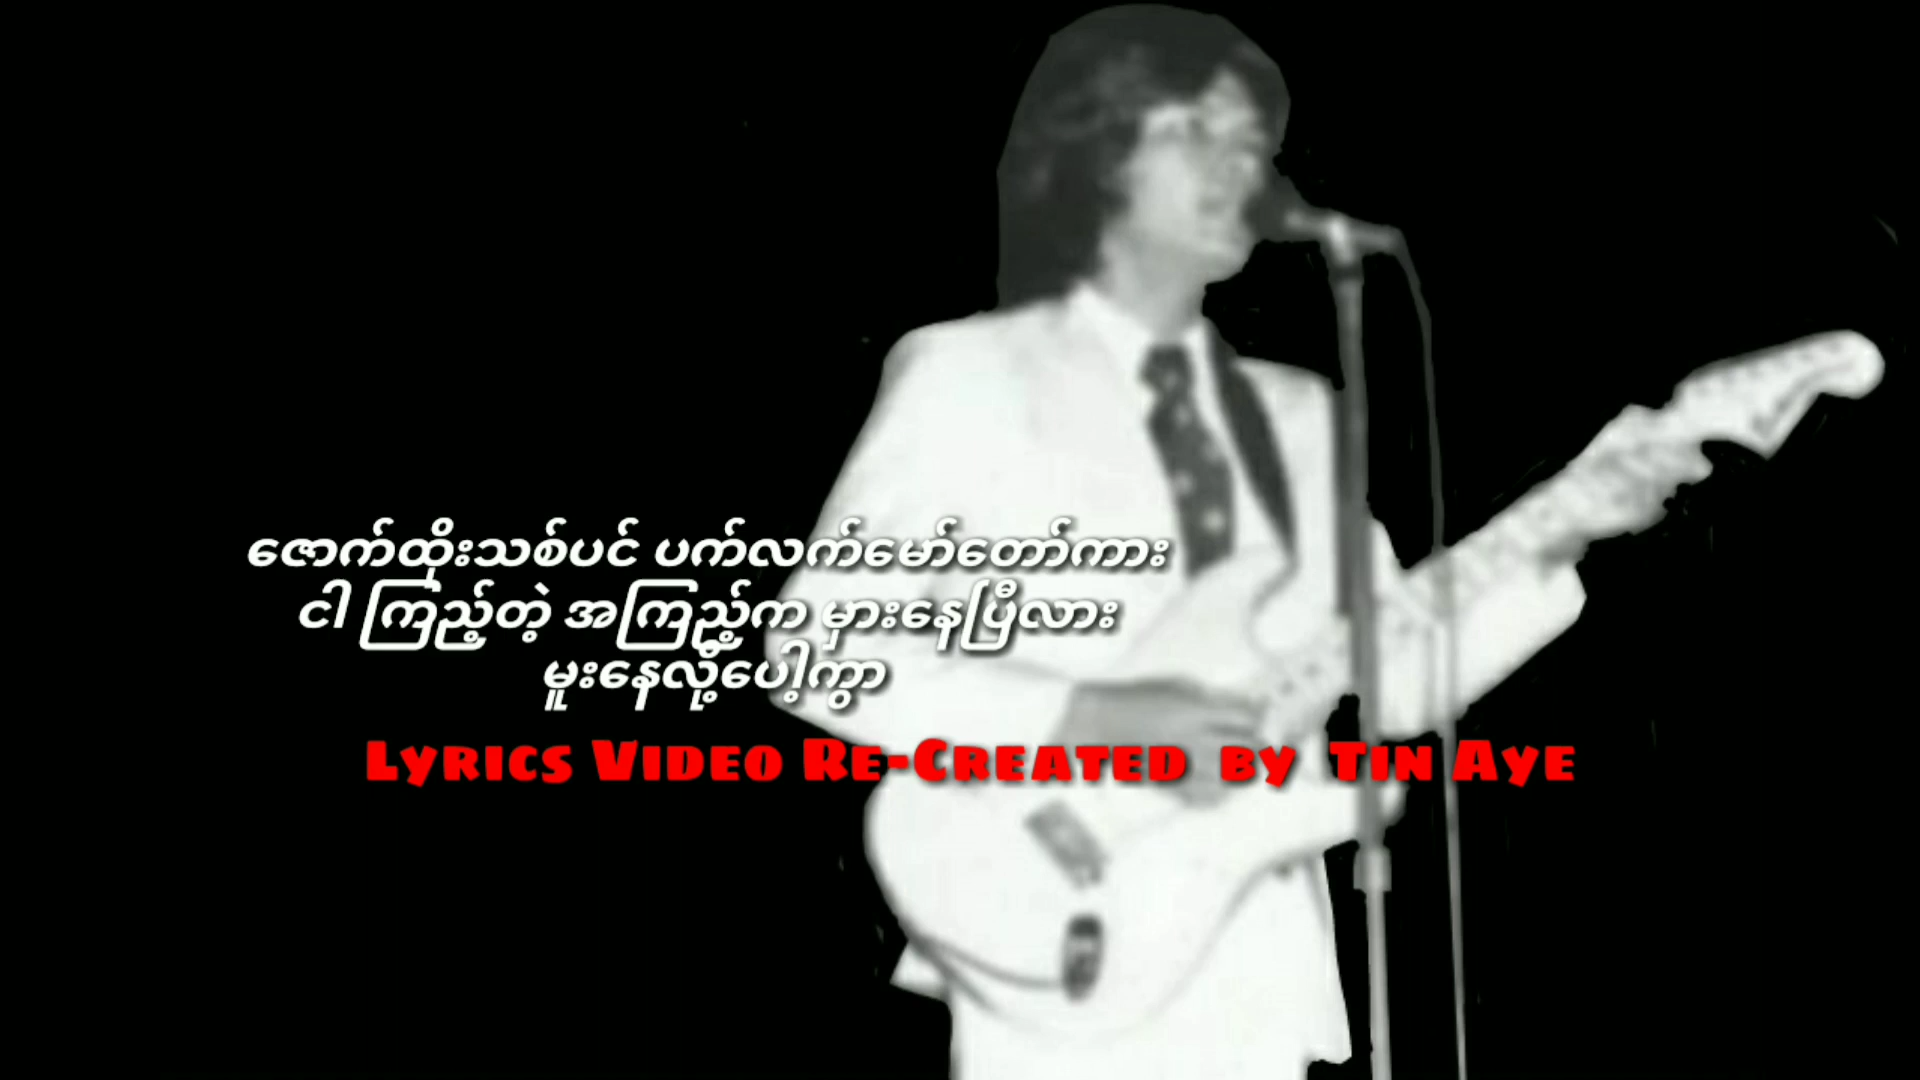 ဇောက်ထိုးသစ်ပင် ပက်လက်မော်တော်ကား
ငါ ကြည့်တဲ့ အကြည့်က မှားနေပြီလား
မူးနေလို့ပေါ့ကွာ
Lyrics Video Re-Created by Tin Aye